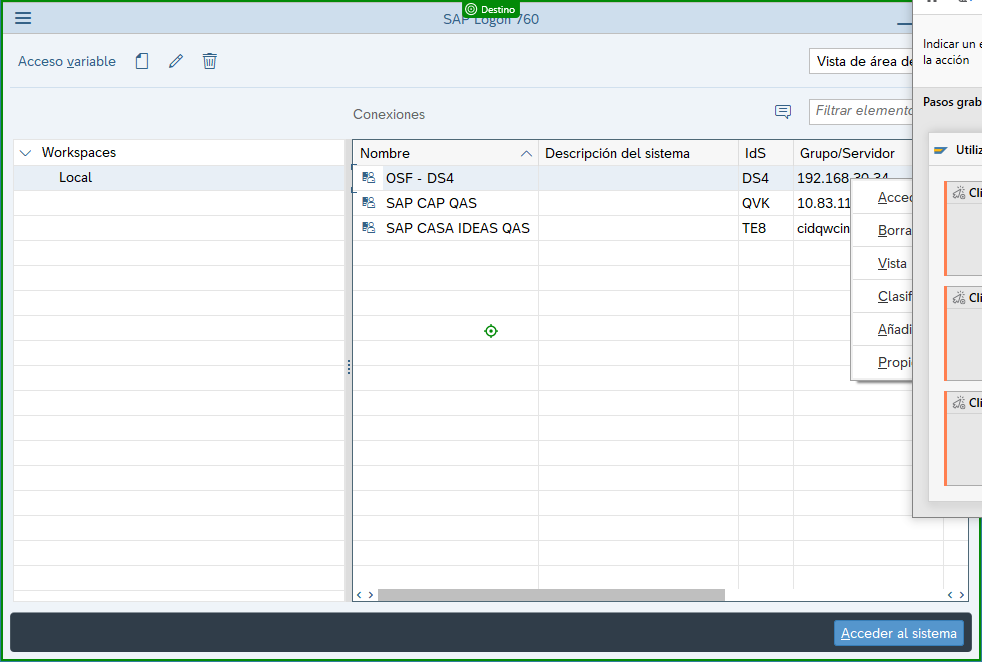 Destino
SAP Logon 760
Acceso variable
Vista de área de
Indicar un e
la acción
Pasos grab
Conexiones
Filtrar elemento
Workspaces
Local
Nombre
Descripción del sistema
IdS
Grupo/Servidor
OSF - DS4
DS4
192.168.30.34
SAP CAP QAS
QVK
10.83.11
SAP CASA IDEAS QAS
TE8
cidqwcin
Acced
Borra
Vista
Clasif
Añadi
Propi
Utiliz
Cli
Cli
Cli
Acceder al sistema